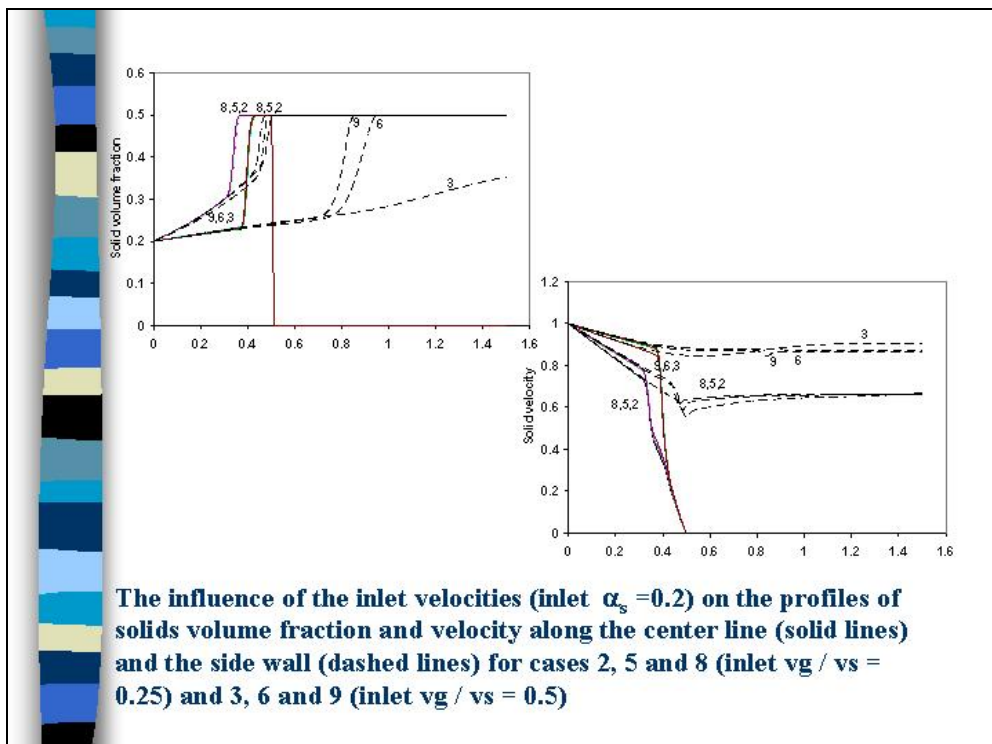 0.6
0.5
0.4
0.3
0.2
0.1
0
Solid volume fraction
8,5,2 8,5,2
9 6
3
9,6,3
0 0.2 0.4 0.6 0.8 1 1.2 1.4 1.6
1.2
1
0.8
0.6
0.4
0.2
0
Solid velocity
3
9 6
9,6,3
8,5,2
8,5,2
0 0.2 0.4 0.6 0.8 1 1.2 1.4 1.6
The influence of the inlet velocities (inlet αs =0.2) on the profiles of
solids volume fraction and velocity along the center line (solid lines)
and the side wall (dashed lines) for cases 2, 5 and 8 (inlet vg / vs =
0.25) and 3, 6 and 9 (inlet vg / vs = 0.5)